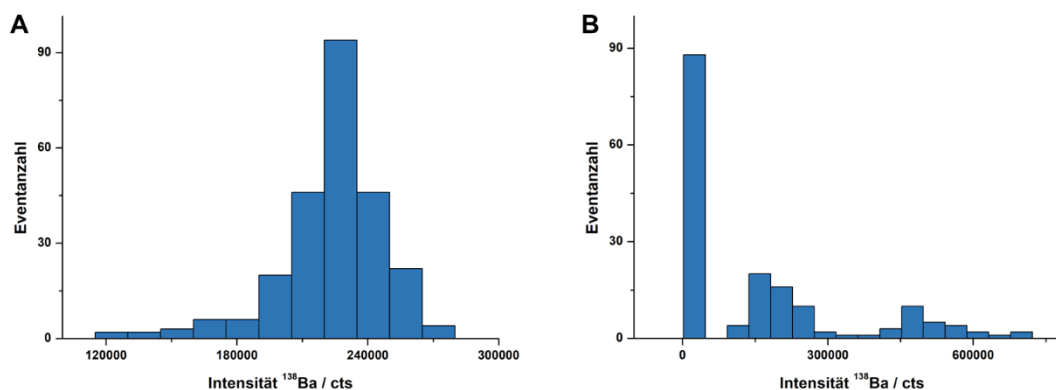 A
90
60
30
0
Eventanzahl
120000 180000 240000 300000
Intensität ¹³⁸Ba / cts
B
90
60
30
0
Eventanzahl
0 300000 600000
Intensität ¹³⁸Ba / cts